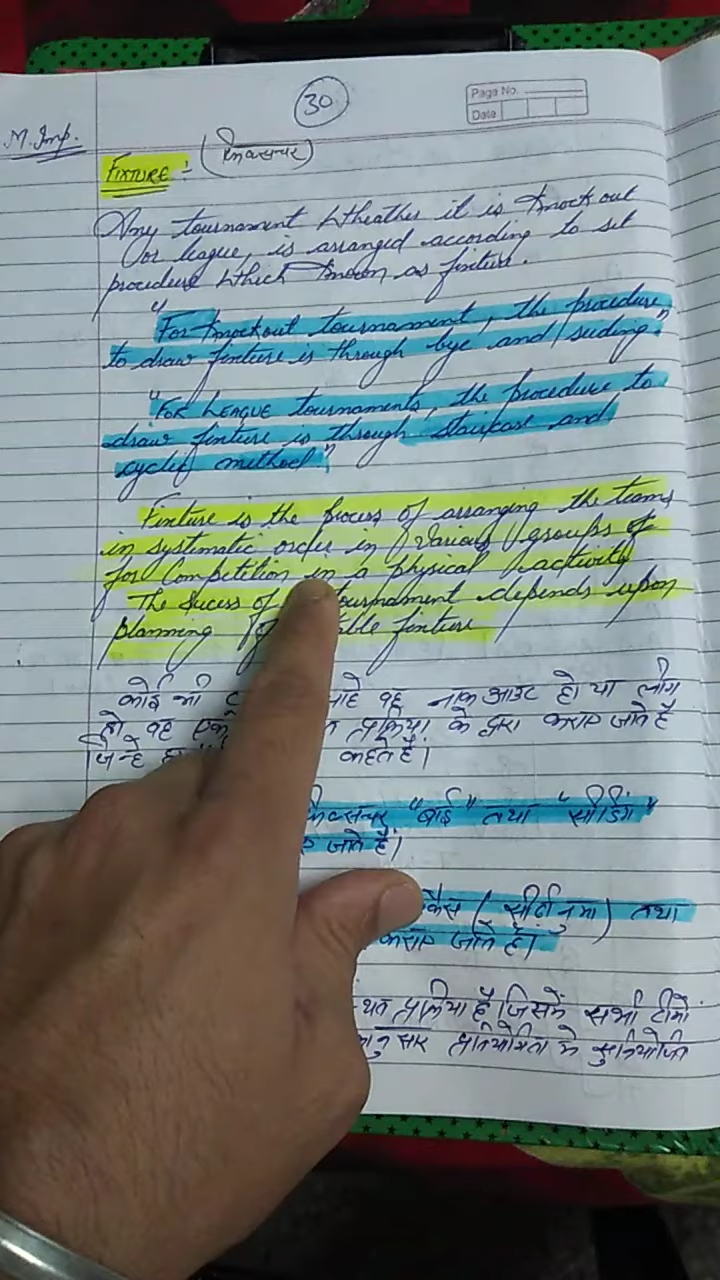 30
Page No.
Date
M. Imp.
FIXTURE :- (फिक्सचर)
Any tournament Wheather it is Knock out
Or league, is arranged according to set
procedure which Known as fixture.
"For Knockout tournament, the procedure
to draw fixture is through bye and seeding"
"FOR LEAGUE tournaments, the procedure to
draw fixture is through staircase and
cyclic method"
Fixture is the process of arranging the teams
in systematic order in various groups of
for Competition in a physical activity
The Sucess of tournament depends upon
planning fixture
कोई भी वह नाक आउट हो या लीग
हो वह के द्वारा कराए जाते है
जिन्हे कहते है।
"बाई" तथा "सीडिंग"
जाते है।
(सीढ़ीनुमा) तथा
कराए जाते है।
प्रक्रिया है जिसमें सभी टीमों
प्रतियोगिता मे